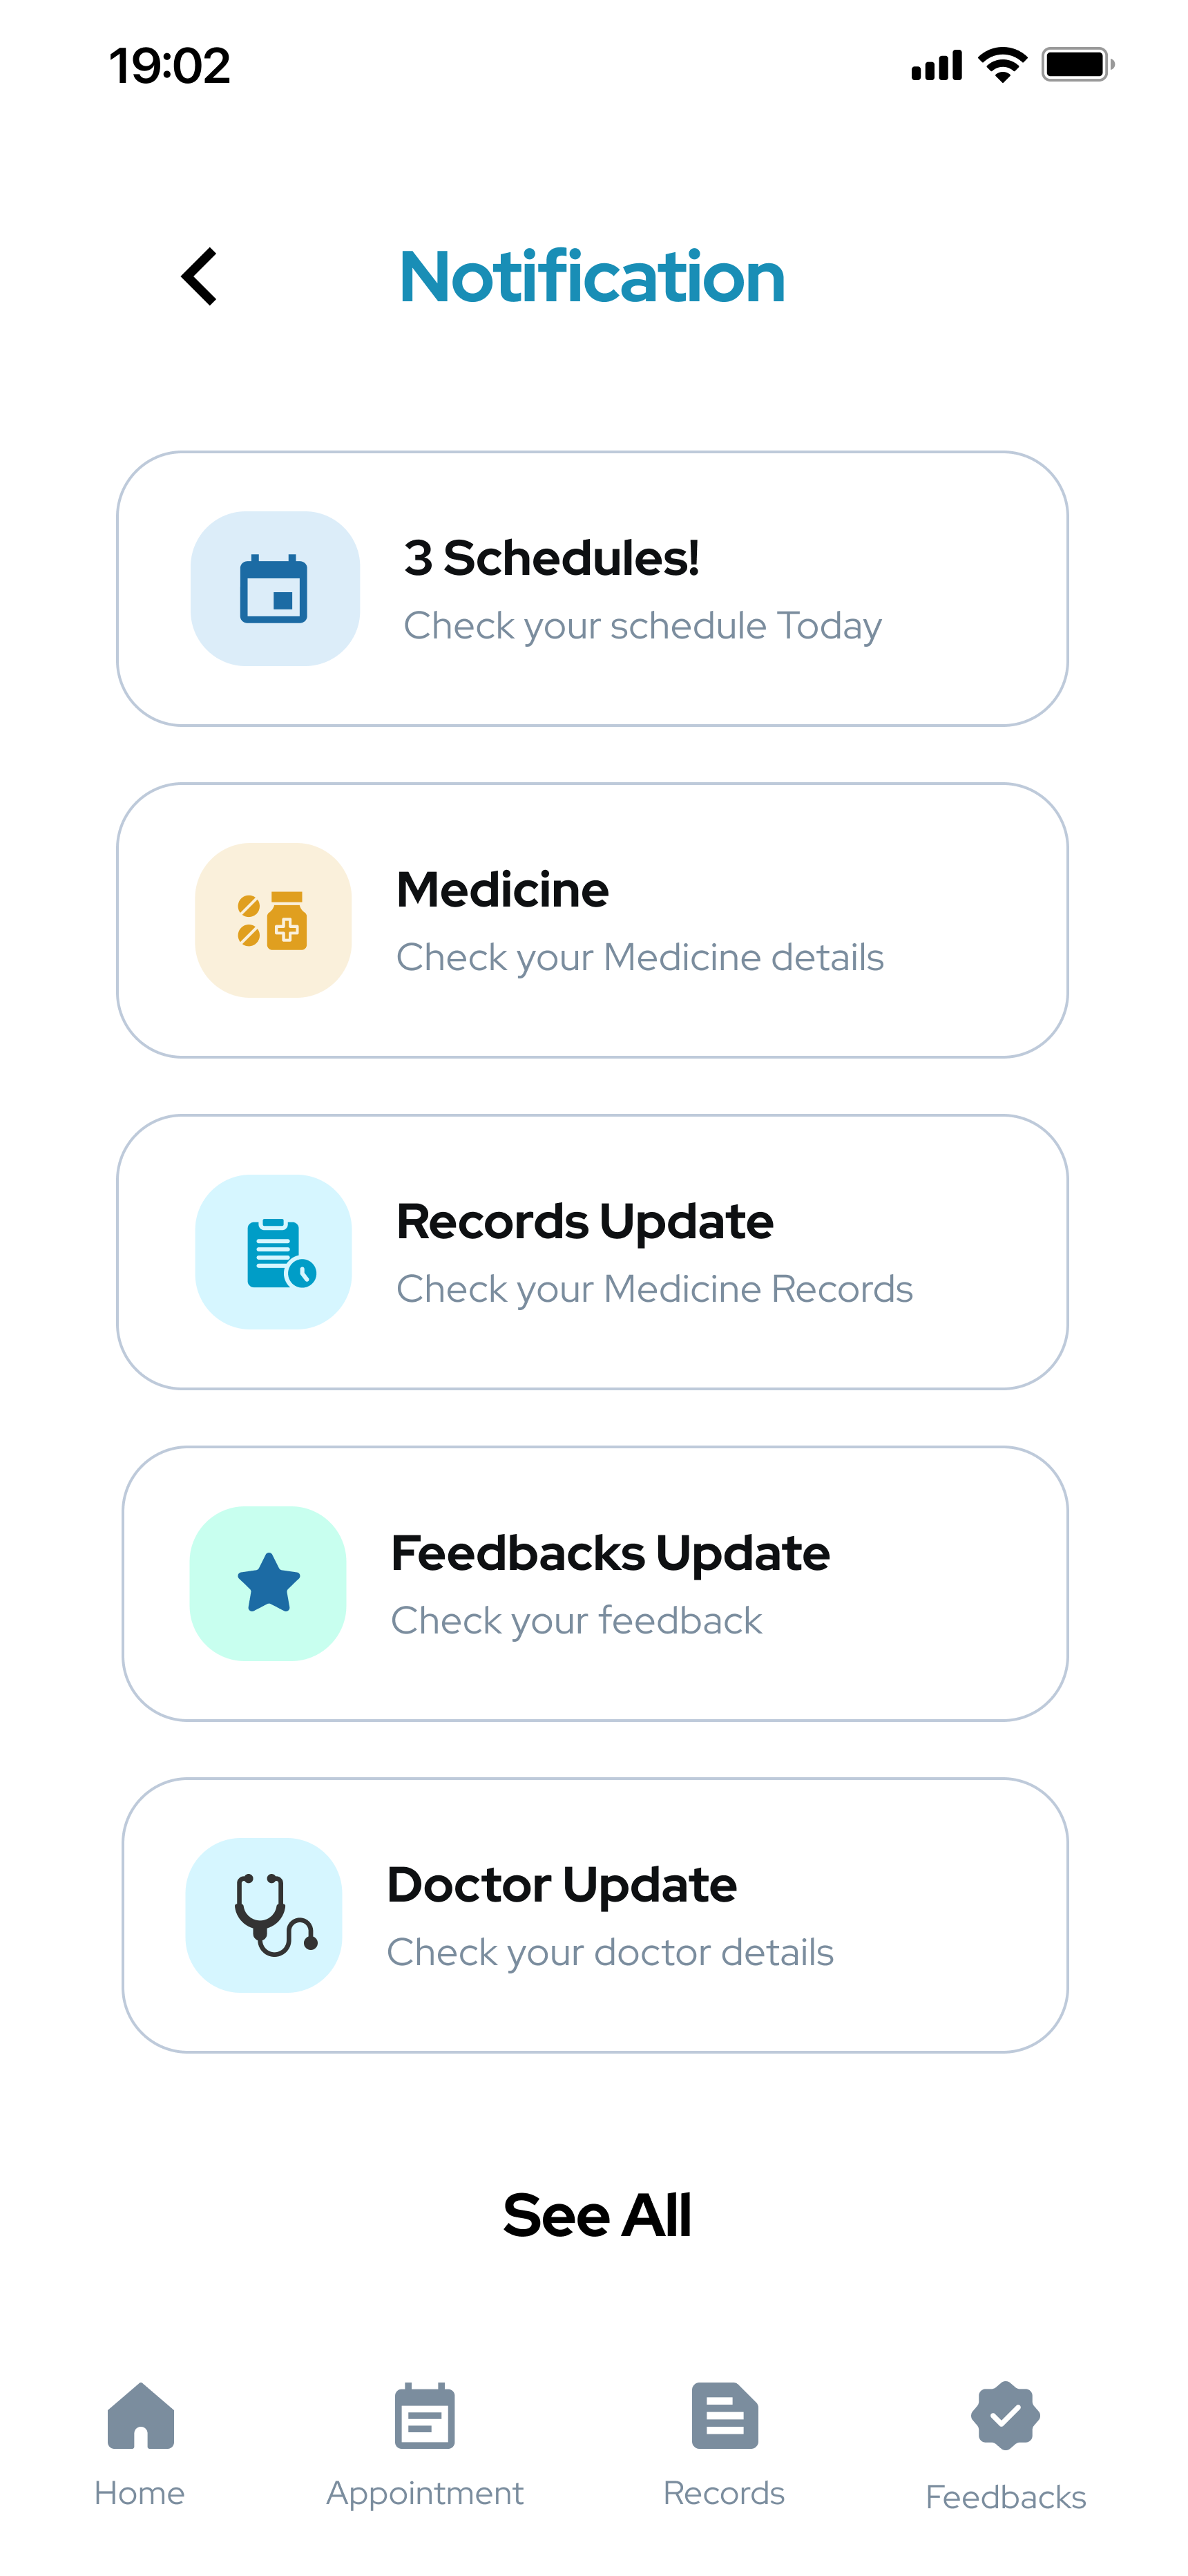 19:02
Notification
3 Schedules!
Check your schedule Today
Medicine
Check your Medicine details
Records Update
Check your Medicine Records
Feedbacks Update
Check your feedback
Doctor Update
Check your doctor details
See All
Home
Appointment
Records
Feedbacks